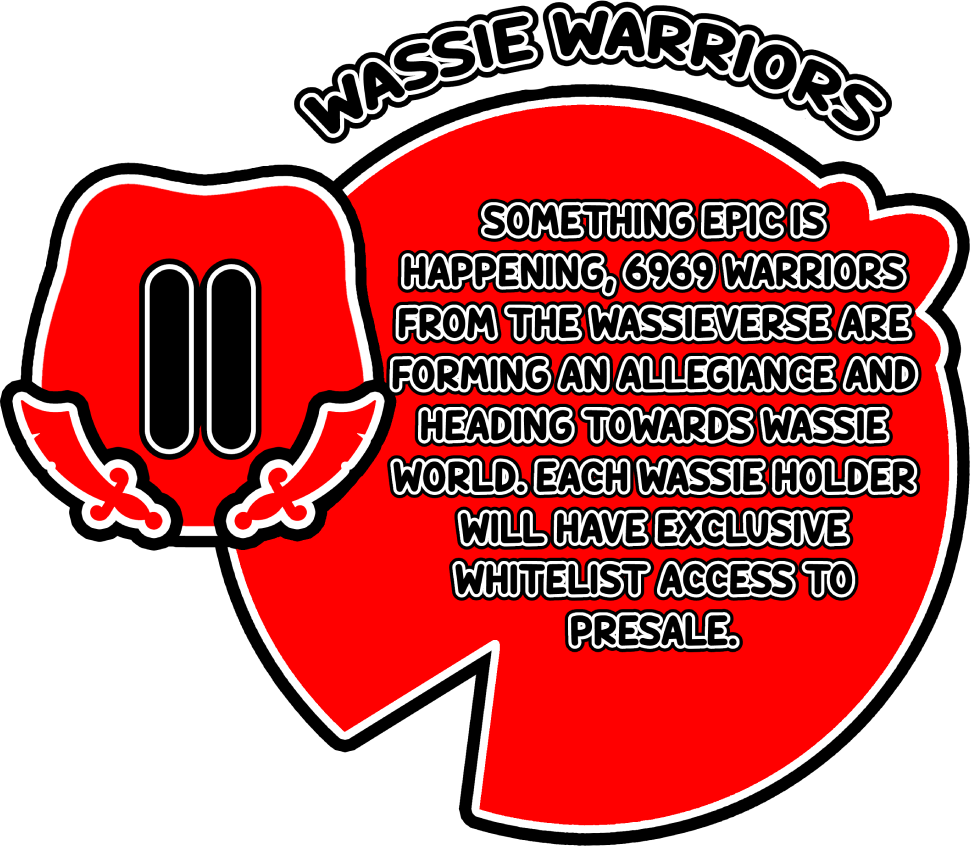 WASSIE WARRIORS
SOMETHING EPIC IS
HAPPENING, 6969 WARRIORS
FROM THE WASSIEVERSE ARE
FORMING AN ALLEGIANCE AND
HEADING TOWARDS WASSIE
WORLD. EACH WASSIE HOLDER
WILL HAVE EXCLUSIVE
WHITELIST ACCESS TO
PRESALE.